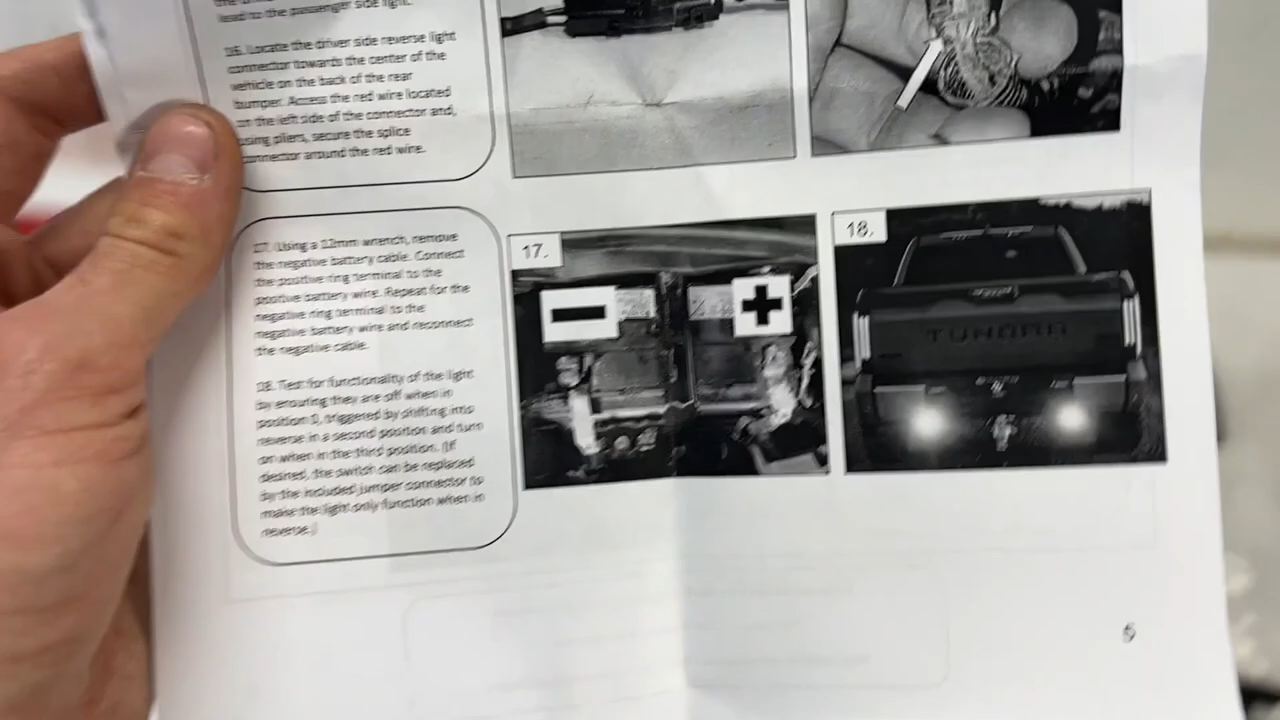 lead to the passenger side light.
16. Locate the driver side reverse light
connector towards the center of the
vehicle on the back of the rear
bumper. Access the red wire located
on the left side of the connector and,
using pliers, secure the splice
connector around the red wire.
17. Using a 12mm wrench, remove
the negative battery cable. Connect
the positive ring terminal to the
positive battery wire. Repeat for the
negative ring terminal to the
negative battery wire and reconnect
the negative cable.
18. Test for functionality of the light
by ensuring they are off when in
position 0, triggered by shifting into
reverse in a second position and turn
on when in the third position. (If
desired, the switch can be replaced
by the included jumper connector to
make the light only function when in
reverse.)
17.
18.
TUNDRA